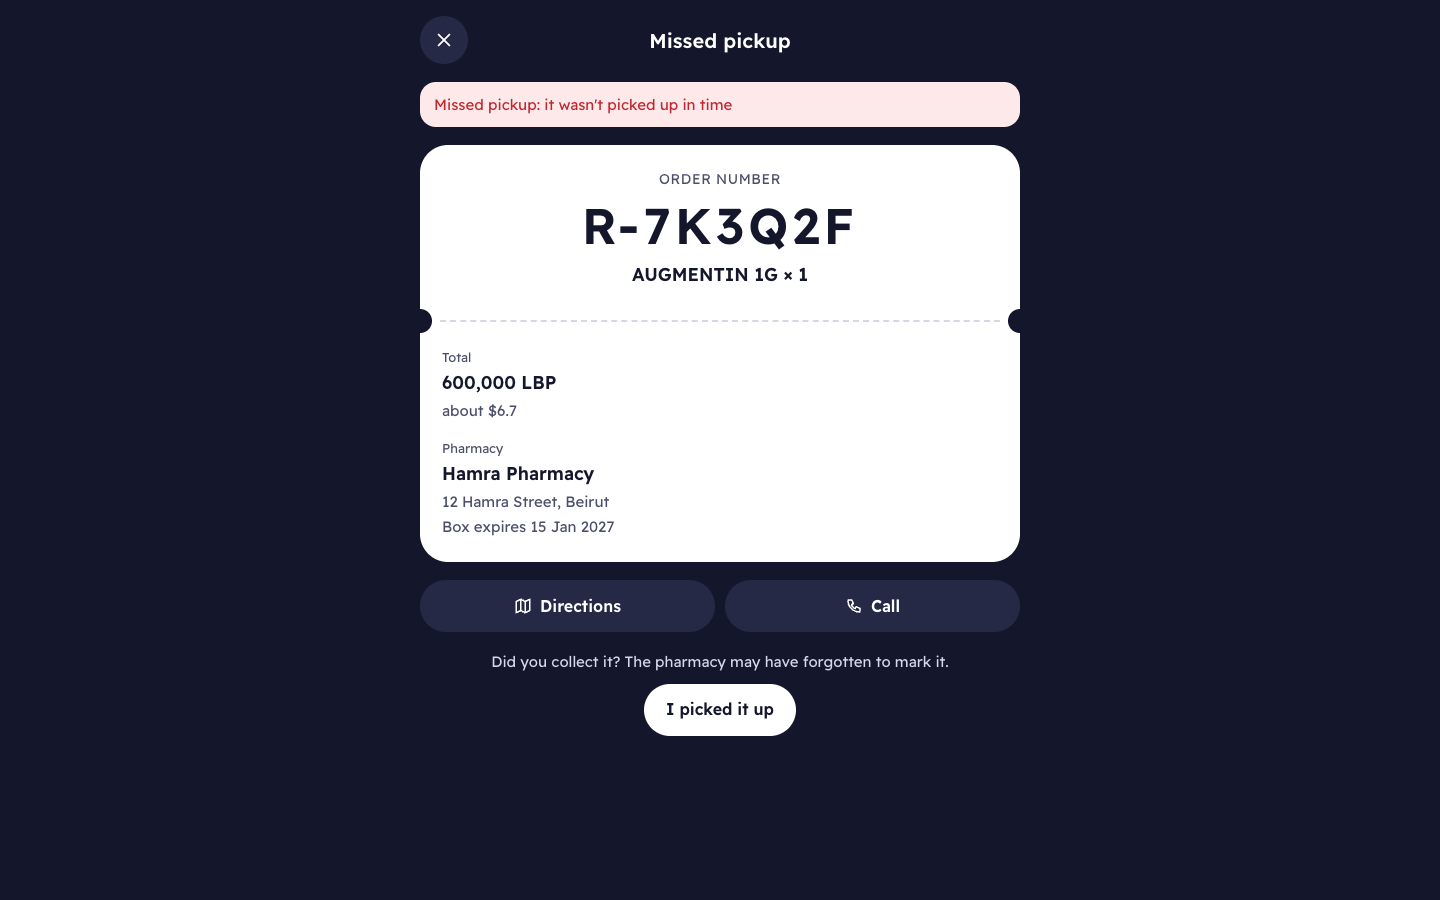 Missed pickup
Missed pickup: it wasn't picked up in time
ORDER NUMBER
R-7K3Q2F
AUGMENTIN 1G × 1
Total
600,000 LBP
about $6.7
Pharmacy
Hamra Pharmacy
12 Hamra Street, Beirut
Box expires 15 Jan 2027
Directions
Call
Did you collect it? The pharmacy may have forgotten to mark it.
I picked it up